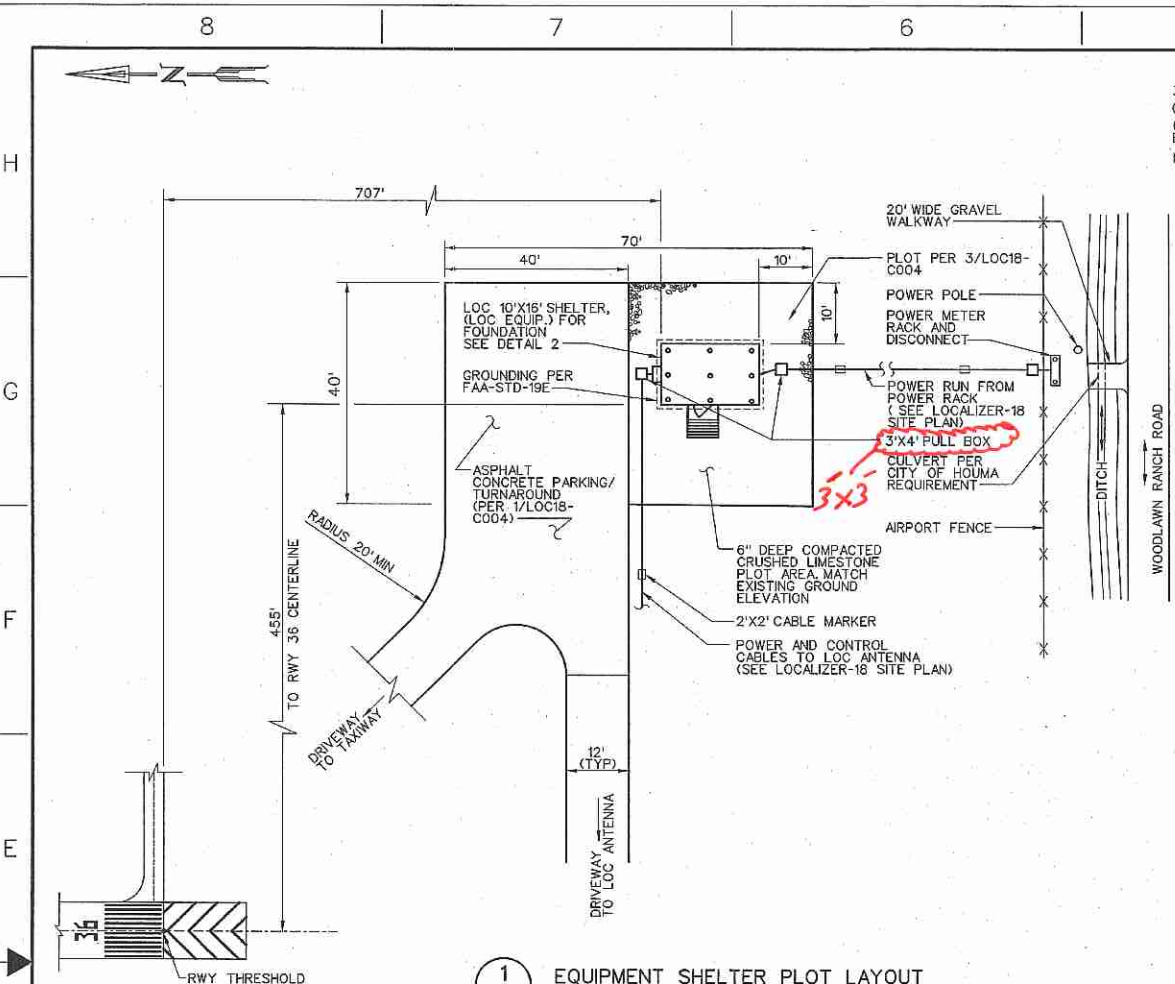 8
7
6
N
H
G
F
E
707'
70'
40'
10'
10'
40'
LOC 10'X16' SHELTER,
(LOC EQUIP.) FOR
FOUNDATION
SEE DETAIL 2
GROUNDING PER
FAA-STD-19E
ASPHALT
CONCRETE PARKING/
TURNAROUND
(PER 1/LOC18-
C004)
RADIUS 20' MIN
455'
TO RWY 36 CENTERLINE
DRIVEWAY
TO TAXIWAY
12'
(TYP)
DRIVEWAY
TO LOC ANTENNA
20' WIDE GRAVEL
WALKWAY
PLOT PER 3/LOC18-
C004
POWER POLE
POWER METER
RACK AND
DISCONNECT
POWER RUN FROM
POWER RACK
( SEE LOCALIZER-18
SITE PLAN)
3'X4' PULL BOX
3'X3'
CULVERT PER
CITY OF HOUMA
REQUIREMENT
AIRPORT FENCE
DITCH
WOODLAWN RANCH ROAD
6" DEEP COMPACTED
CRUSHED LIMESTONE
PLOT AREA. MATCH
EXISTING GROUND
ELEVATION
2'X2' CABLE MARKER
POWER AND CONTROL
CABLES TO LOC ANTENNA
(SEE LOCALIZER-18 SITE PLAN)
36
RWY THRESHOLD
1
EQUIPMENT SHELTER PLOT LAYOUT